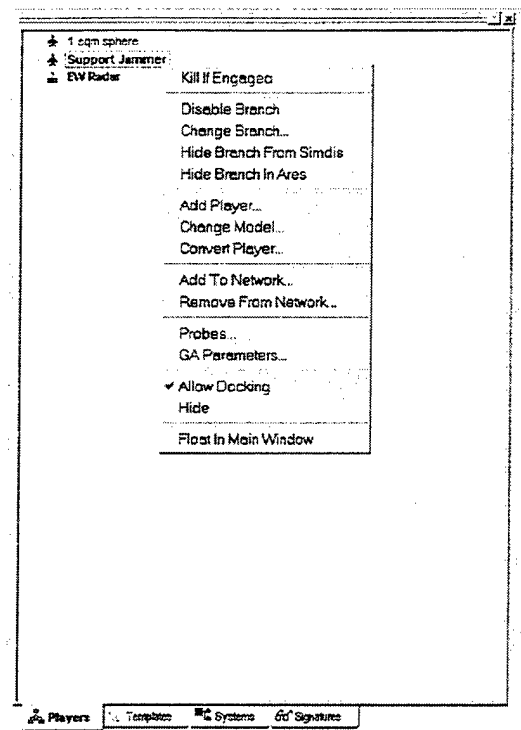 1 sqm sphere
Support Jammer
EW Radar
Kill If Engaged
Disable Branch
Change Branch...
Hide Branch From Simdis
Hide Branch In Ares
Add Player...
Change Model...
Convert Player...
Add To Network...
Remove From Network...
Probes...
GA Parameters...
Allow Docking
Hide
Float In Main Window
Players Templates Systems Signatures